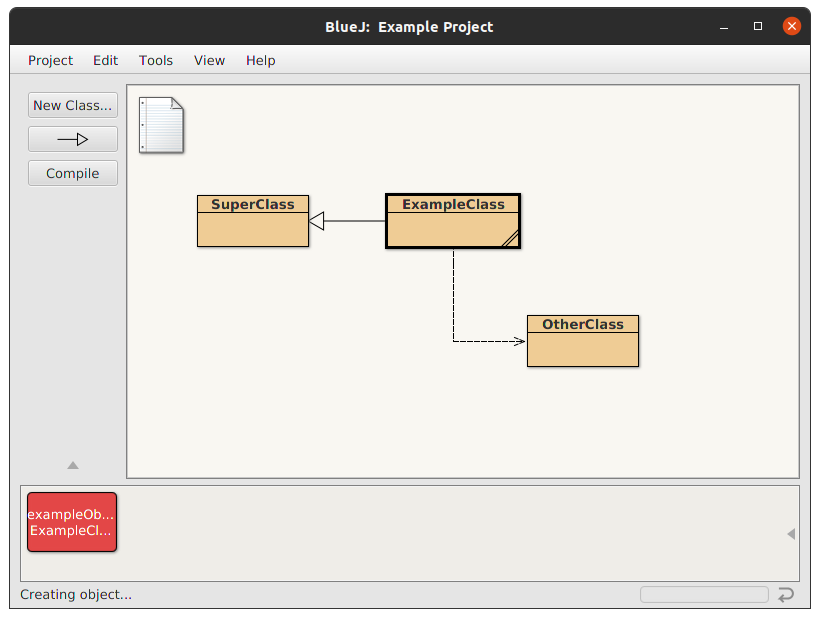 BlueJ: Example Project
Project Edit Tools View Help
New Class...
Compile
SuperClass
ExampleClass
OtherClass
exampleOb...
ExampleCl...
Creating object...